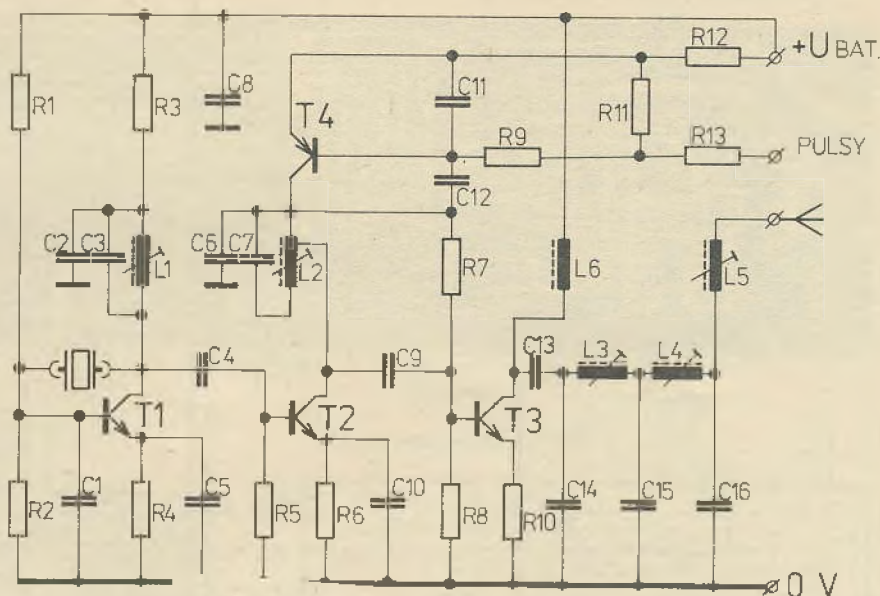 R12
+U BAT.
R1
R3
C8
C11
R11
T4
R9
R13
PULSY
C12
C2
C3
L1
C6
C7
L2
R7
L6
L5
C4
C9
C13
L3
L4
T1
T2
T3
R2
C1
R4
C5
R5
R6
C10
R8
R10
C14
C15
C16
0 V